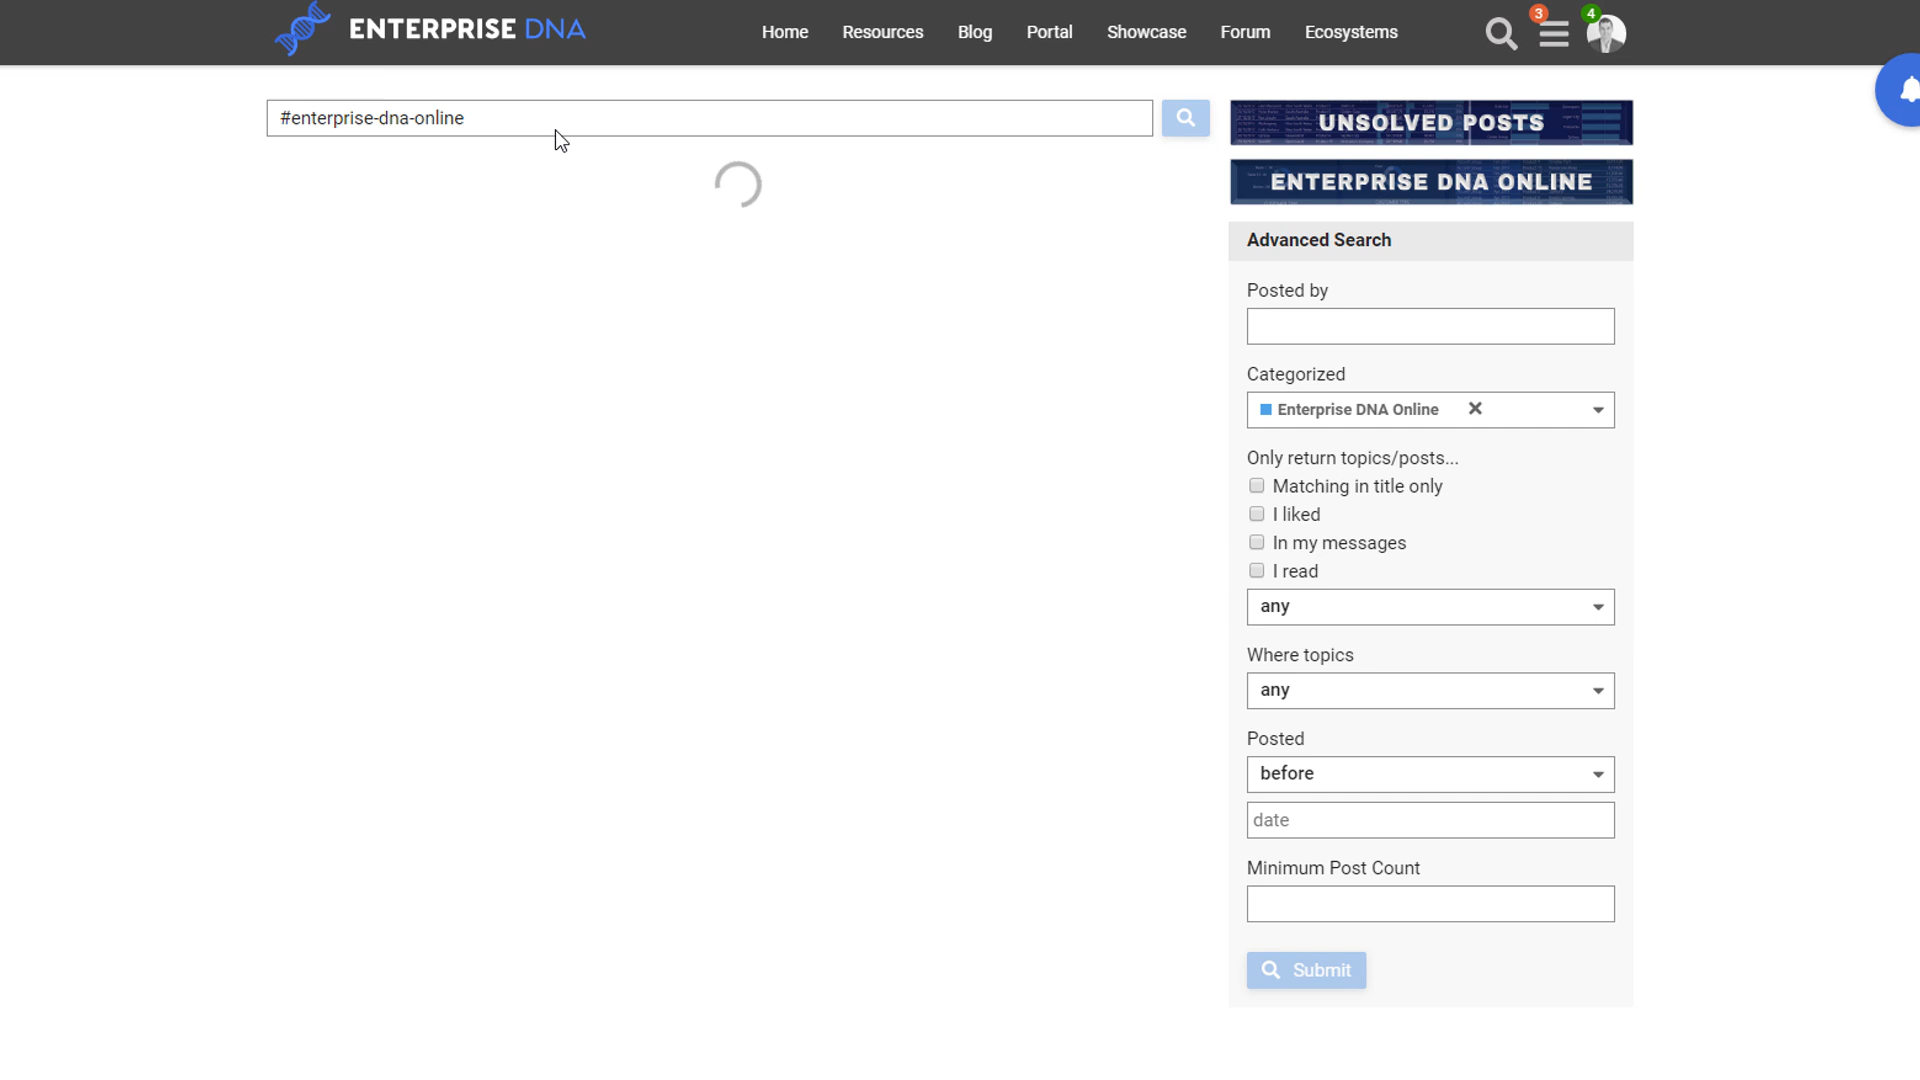 ENTERPRISE DNA
Home Resources Blog Portal Showcase Forum Ecosystems
3
4
#enterprise-dna-online
UNSOLVED POSTS
ENTERPRISE DNA ONLINE
Advanced Search
Posted by
Categorized
Enterprise DNA Online
Only return topics/posts...
Matching in title only
I liked
In my messages
I read
any
Where topics
any
Posted
before
date
Minimum Post Count
Submit